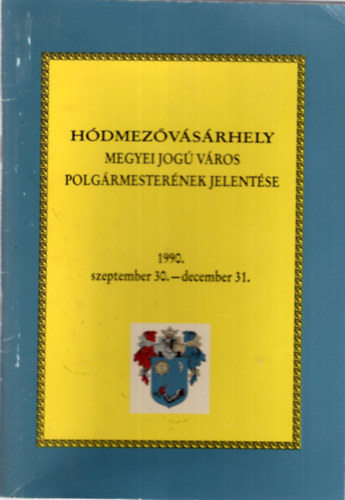 HÓDMEZŐVÁSÁRHELY
MEGYEI JOGÚ VÁROS
POLGÁRMESTERÉNEK JELENTÉSE
1990.
szeptember 30.–december 31.